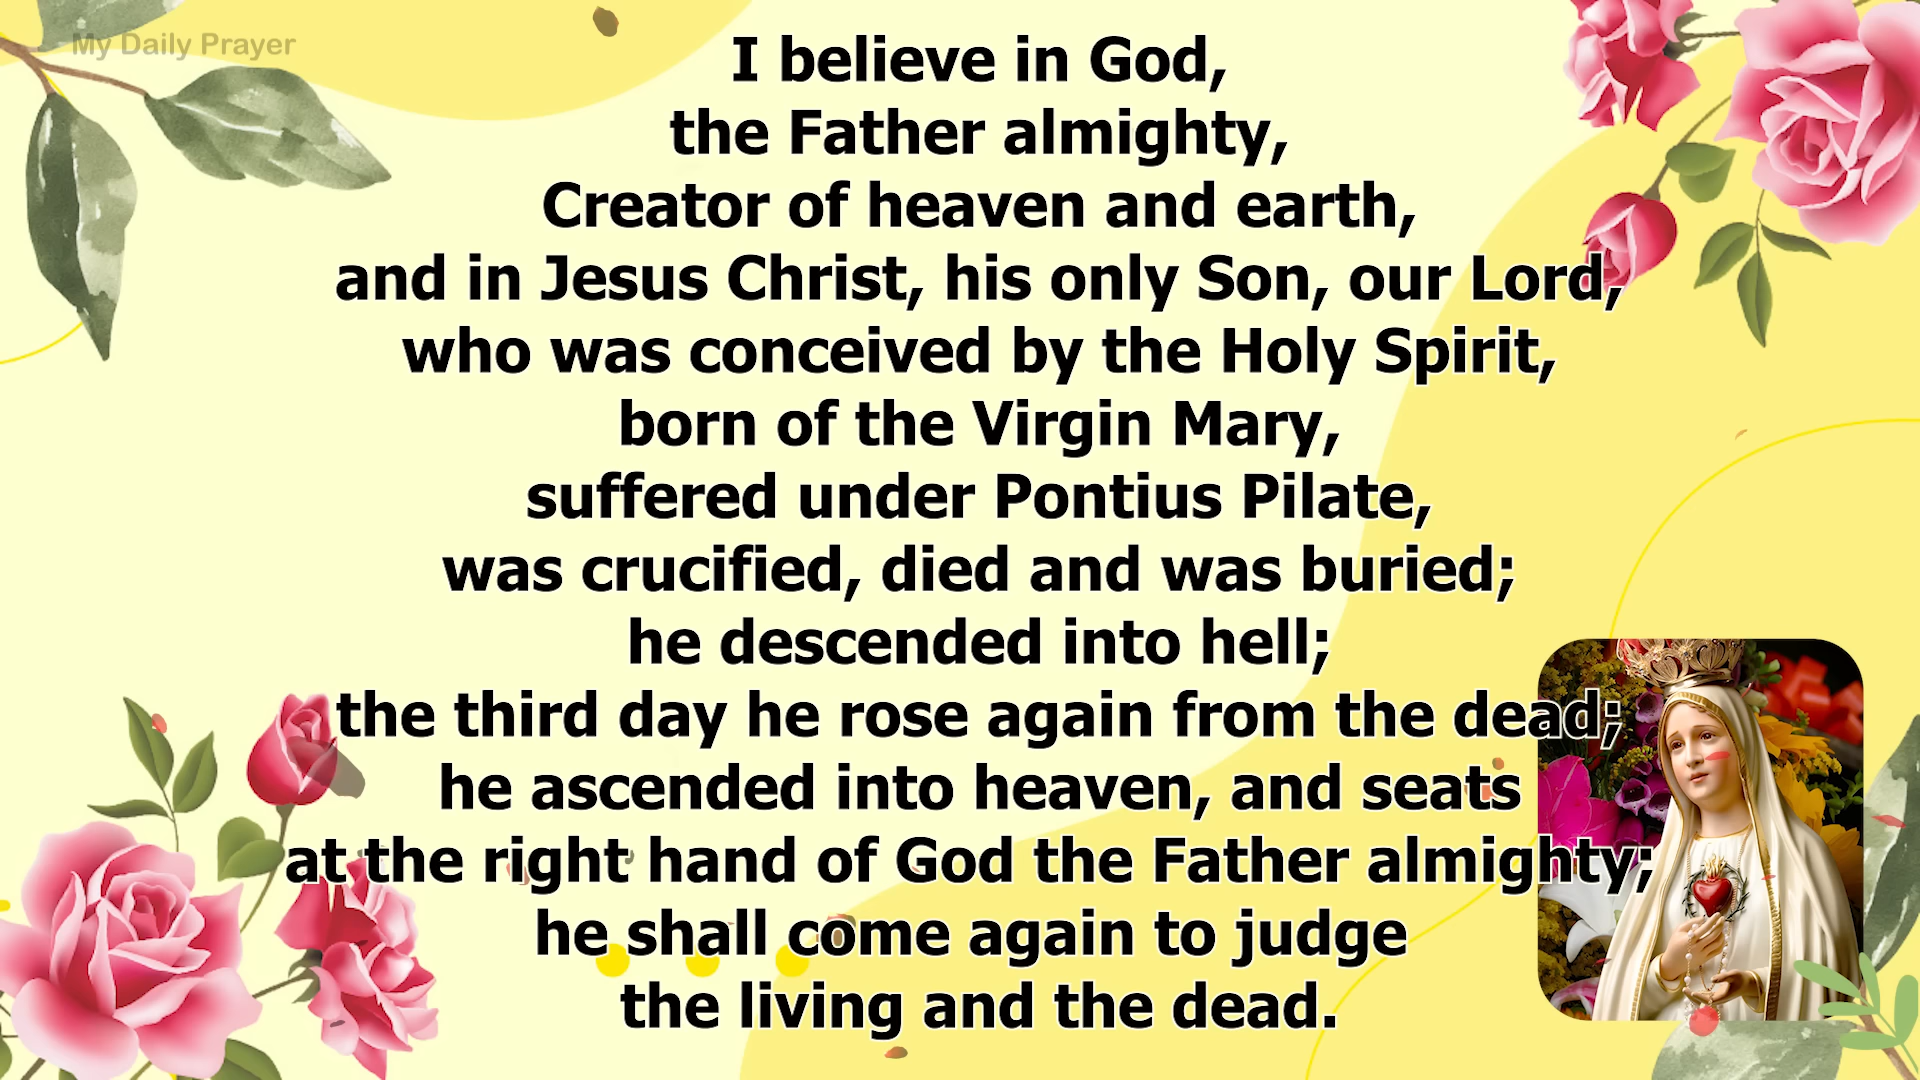 My Daily Prayer
I believe in God,
the Father almighty,
Creator of heaven and earth,
and in Jesus Christ, his only Son, our Lord,
who was conceived by the Holy Spirit,
born of the Virgin Mary,
suffered under Pontius Pilate,
was crucified, died and was buried;
he descended into hell;
the third day he rose again from the dead;
he ascended into heaven, and seats
at the right hand of God the Father almighty;
he shall come again to judge
the living and the dead.